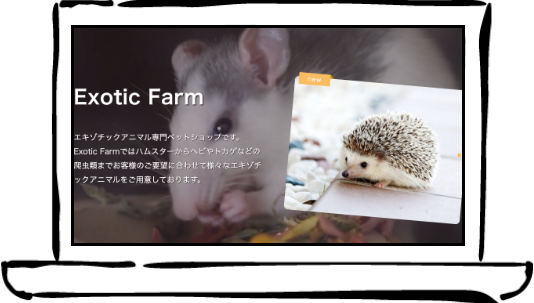 new
Exotic Farm
エキゾチックアニマル専門ペットショップです。
Exotic Farmではハムスターからヘビやトカゲなどの
爬虫類までお客様のご要望に合わせて様々なエキゾチ
ックアニマルをご用意しております。